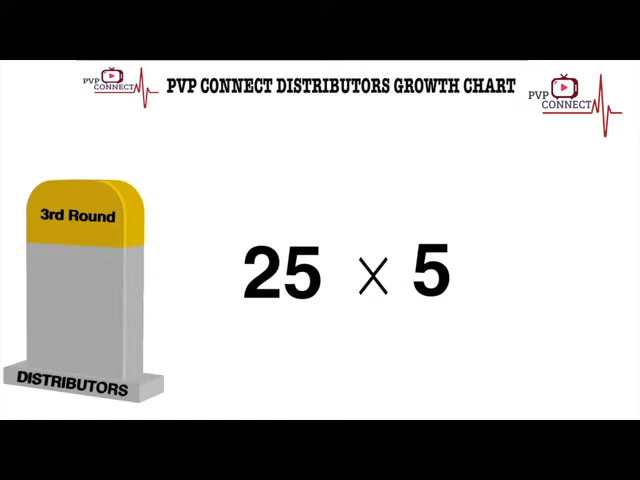 PVP
CONNECT
PVP CONNECT DISTRIBUTORS GROWTH CHART
PVP
CONNECT
3rd Round
25 × 5
DISTRIBUTORS